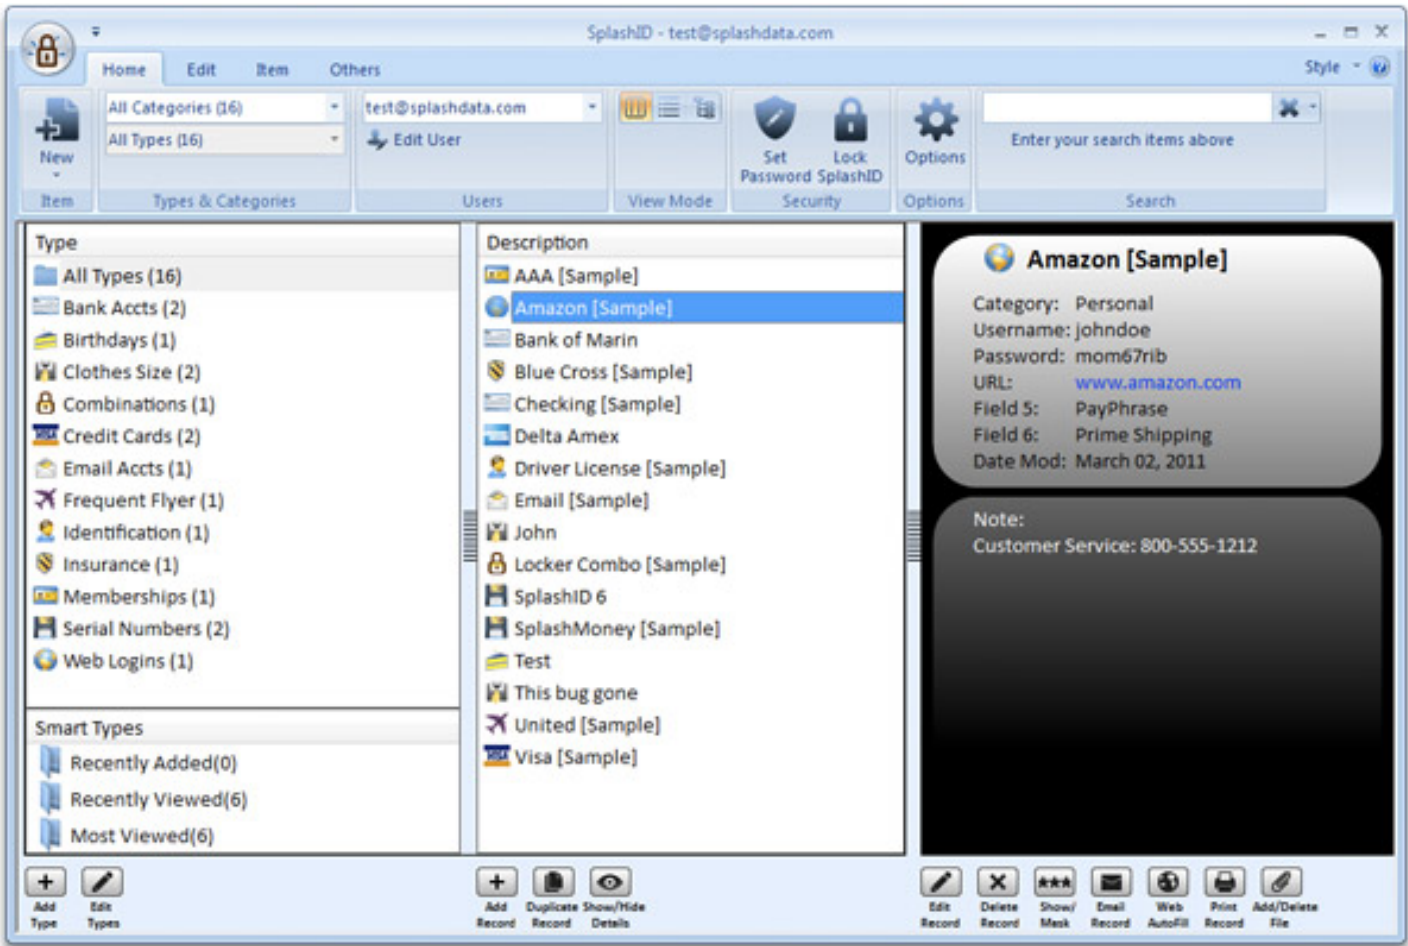 SplashID - test@splashdata.com
Home Edit Item Others Style
All Categories (16)
All Types (16)
test@splashdata.com
Edit User
New
Set Password
Lock SplashID
Options
Enter your search items above
Item Types & Categories Users View Mode Security Options Search
Type
All Types (16)
Bank Accts (2)
Birthdays (1)
Clothes Size (2)
Combinations (1)
Credit Cards (2)
Email Accts (1)
Frequent Flyer (1)
Identification (1)
Insurance (1)
Memberships (1)
Serial Numbers (2)
Web Logins (1)
Smart Types
Recently Added(0)
Recently Viewed(6)
Most Viewed(6)
Description
AAA [Sample]
Amazon [Sample]
Bank of Marin
Blue Cross [Sample]
Checking [Sample]
Delta Amex
Driver License [Sample]
Email [Sample]
John
Locker Combo [Sample]
SplashID 6
SplashMoney [Sample]
Test
This bug gone
United [Sample]
Visa [Sample]
Amazon [Sample]
Category: Personal
Username: johndoe
Password: mom67rib
URL: www.amazon.com
Field 5: PayPhrase
Field 6: Prime Shipping
Date Mod: March 02, 2011
Note:
Customer Service: 800-555-1212
Add Type
Edit Types
Add Record
Duplicate Record
Show/Hide Details
Edit Record
Delete Record
Show/ Mask
Email Record
Web AutoFill
Print Record
Add/Delete File